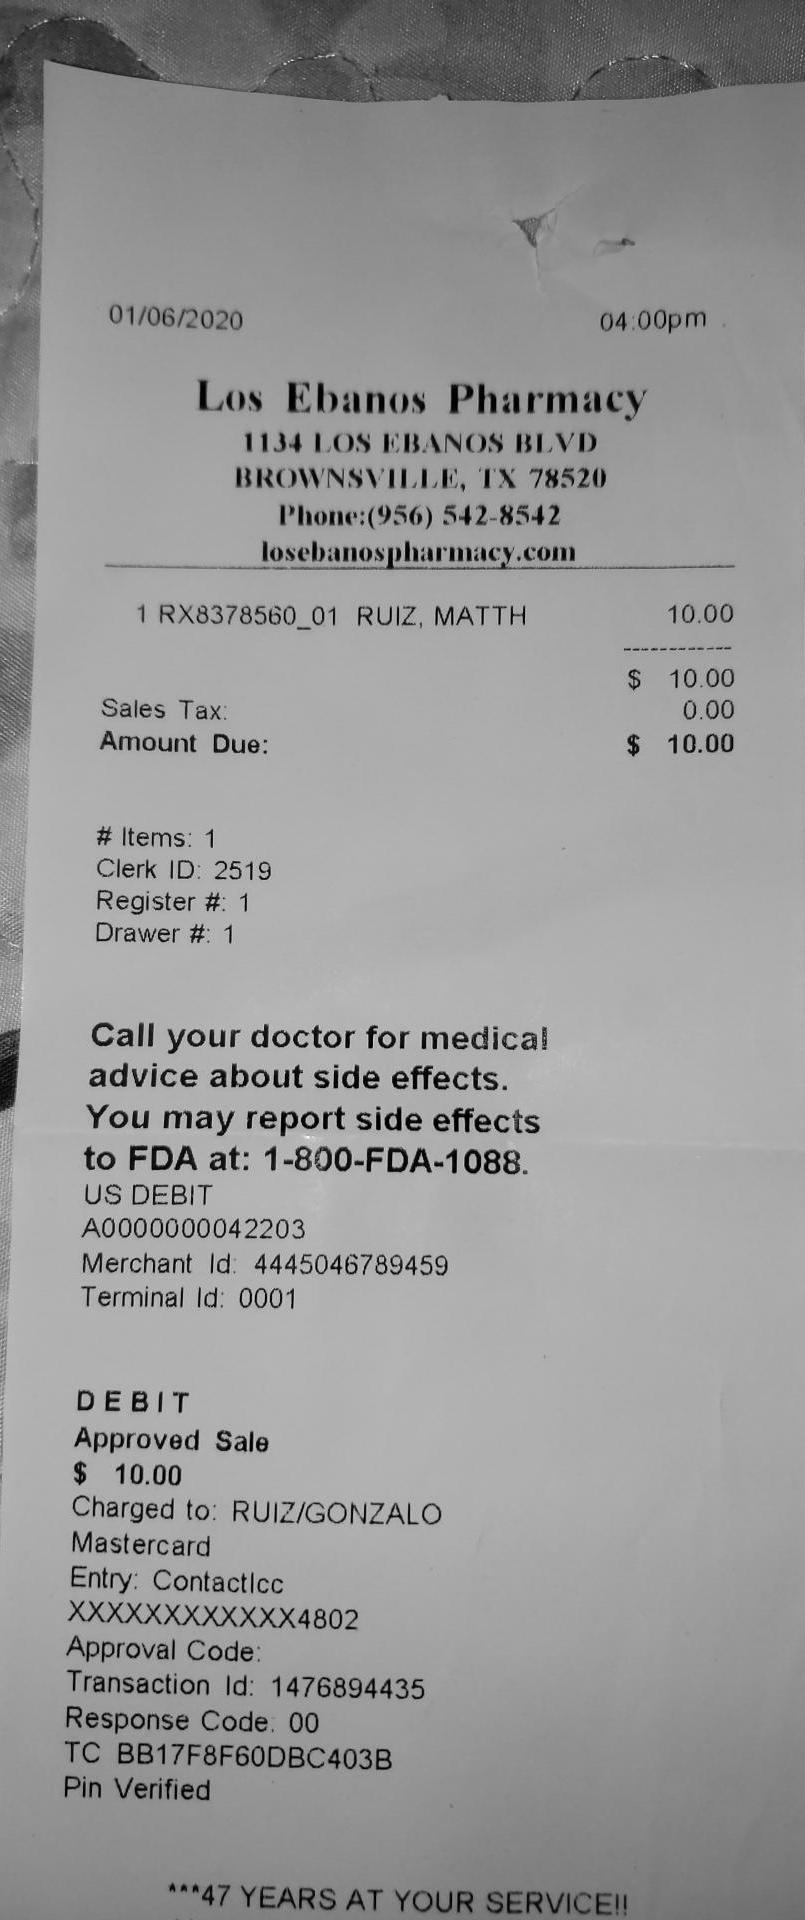 01/06/2020 04:00pm
Los Ebanos Pharmacy
1134 LOS EBANOS BLVD
BROWNSVILLE, TX 78520
Phone:(956) 542-8542
losebanospharmacy.com
1 RX8378560_01 RUIZ, MATTH 10.00
------------
$ 10.00
Sales Tax: 0.00
Amount Due: $ 10.00
# Items: 1
Clerk ID: 2519
Register #: 1
Drawer #: 1
Call your doctor for medical
advice about side effects.
You may report side effects
to FDA at: 1-800-FDA-1088.
US DEBIT
A0000000042203
Merchant Id: 4445046789459
Terminal Id: 0001
DEBIT
Approved Sale
$ 10.00
Charged to: RUIZ/GONZALO
Mastercard
Entry: ContactIcc
XXXXXXXXXXXX4802
Approval Code:
Transaction Id: 1476894435
Response Code: 00
TC BB17F8F60DBC403B
Pin Verified
***47 YEARS AT YOUR SERVICE!!